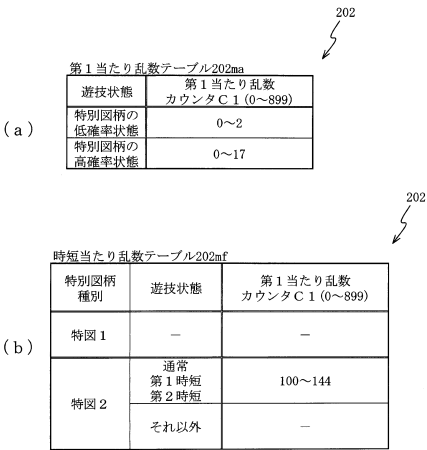 202
第１当たり乱数テーブル202ma
遊技状態
第１当たり乱数
カウンタＣ１(0～899)
(a)
特別図柄の
低確率状態
0～2
特別図柄の
高確率状態
0～17
202
時短当たり乱数テーブル202mf
特別図柄
種別
遊技状態
第１当たり乱数
カウンタＣ１(0～899)
(b)
特図１
－
－
特図２
通常
第１時短
第２時短
100～144
それ以外
－